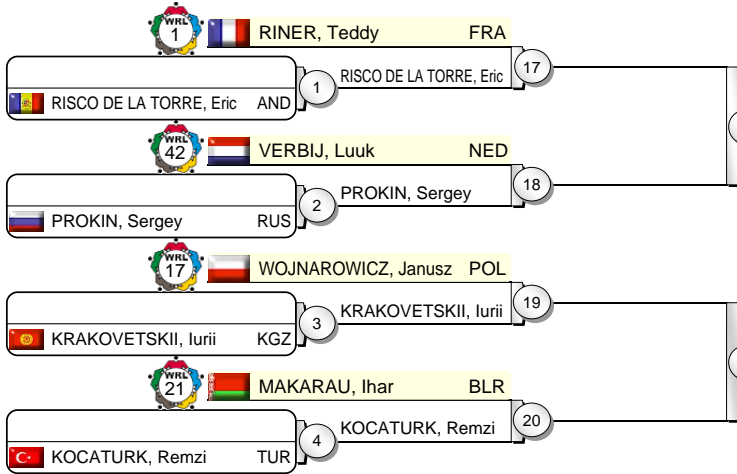 WRL
1
RINER, Teddy FRA
1
RISCO DE LA TORRE, Eric
17
RISCO DE LA TORRE, Eric AND
WRL
42
VERBIJ, Luuk NED
2
PROKIN, Sergey
18
PROKIN, Sergey RUS
WRL
17
WOJNAROWICZ, Janusz POL
3
KRAKOVETSKII, Iurii
19
KRAKOVETSKII, Iurii KGZ
WRL
21
MAKARAU, Ihar BLR
4
KOCATURK, Remzi
20
KOCATURK, Remzi TUR